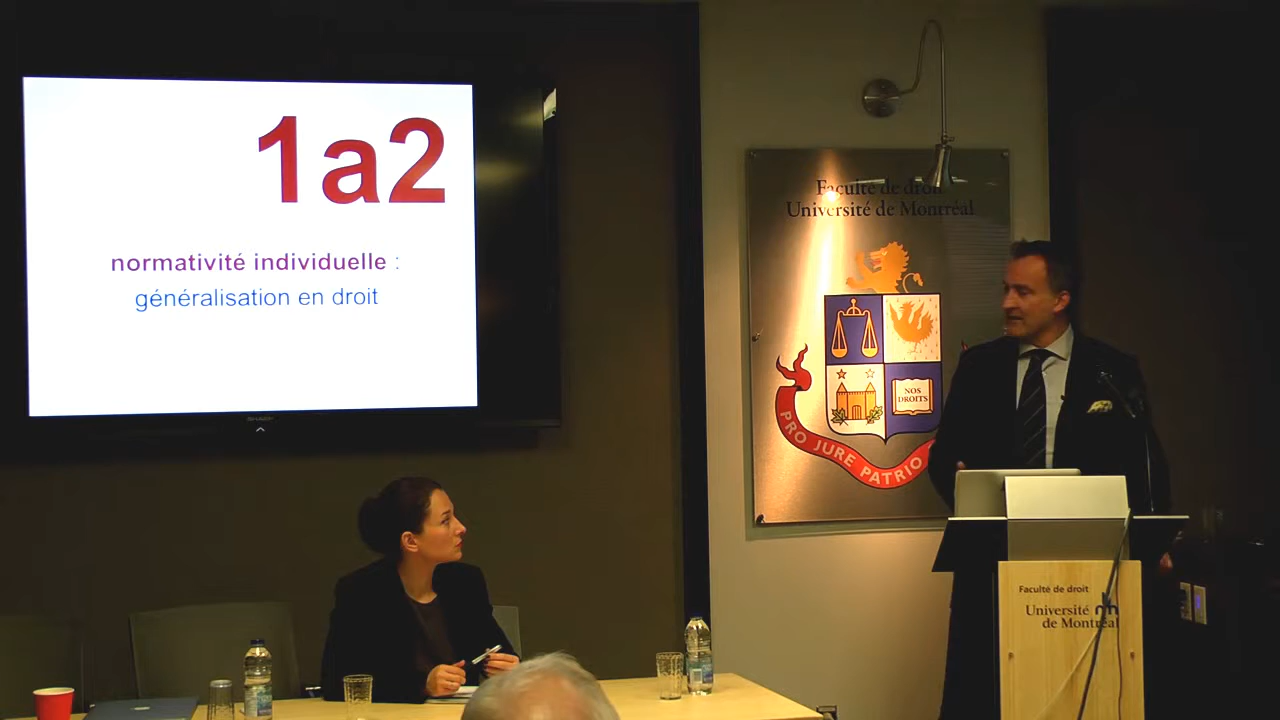 1a2
normativité individuelle :
généralisation en droit
SHARP
Faculté de droit
Université de Montréal
NOS
DROITS
PRO JURE PATRIO
Faculté de droit
Université
de Montréal